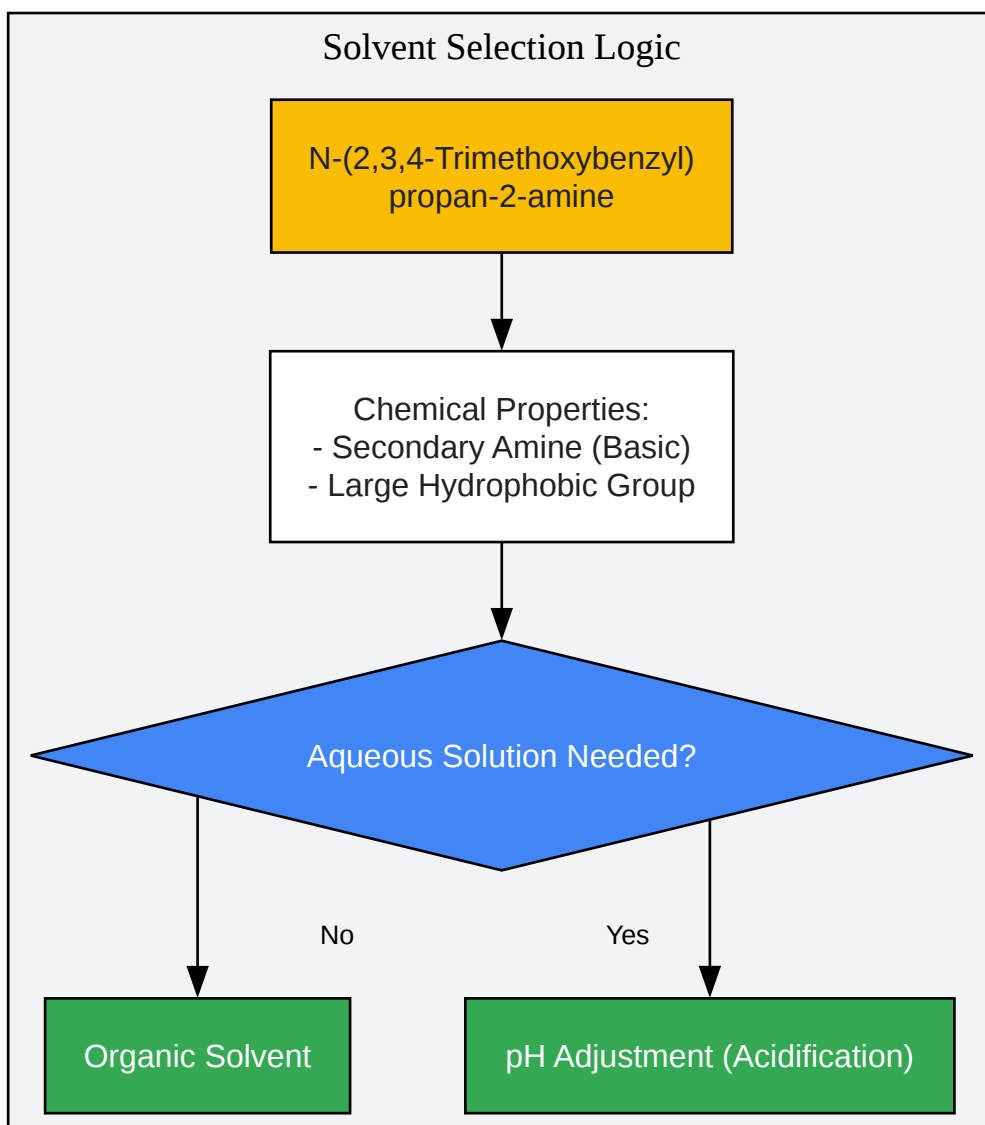 Solvent Selection Logic
N-(2,3,4-Trimethoxybenzyl)
propan-2-amine
Chemical Properties:
- Secondary Amine (Basic)
- Large Hydrophobic Group
Aqueous Solution Needed?
No
Yes
Organic Solvent
pH Adjustment (Acidification)